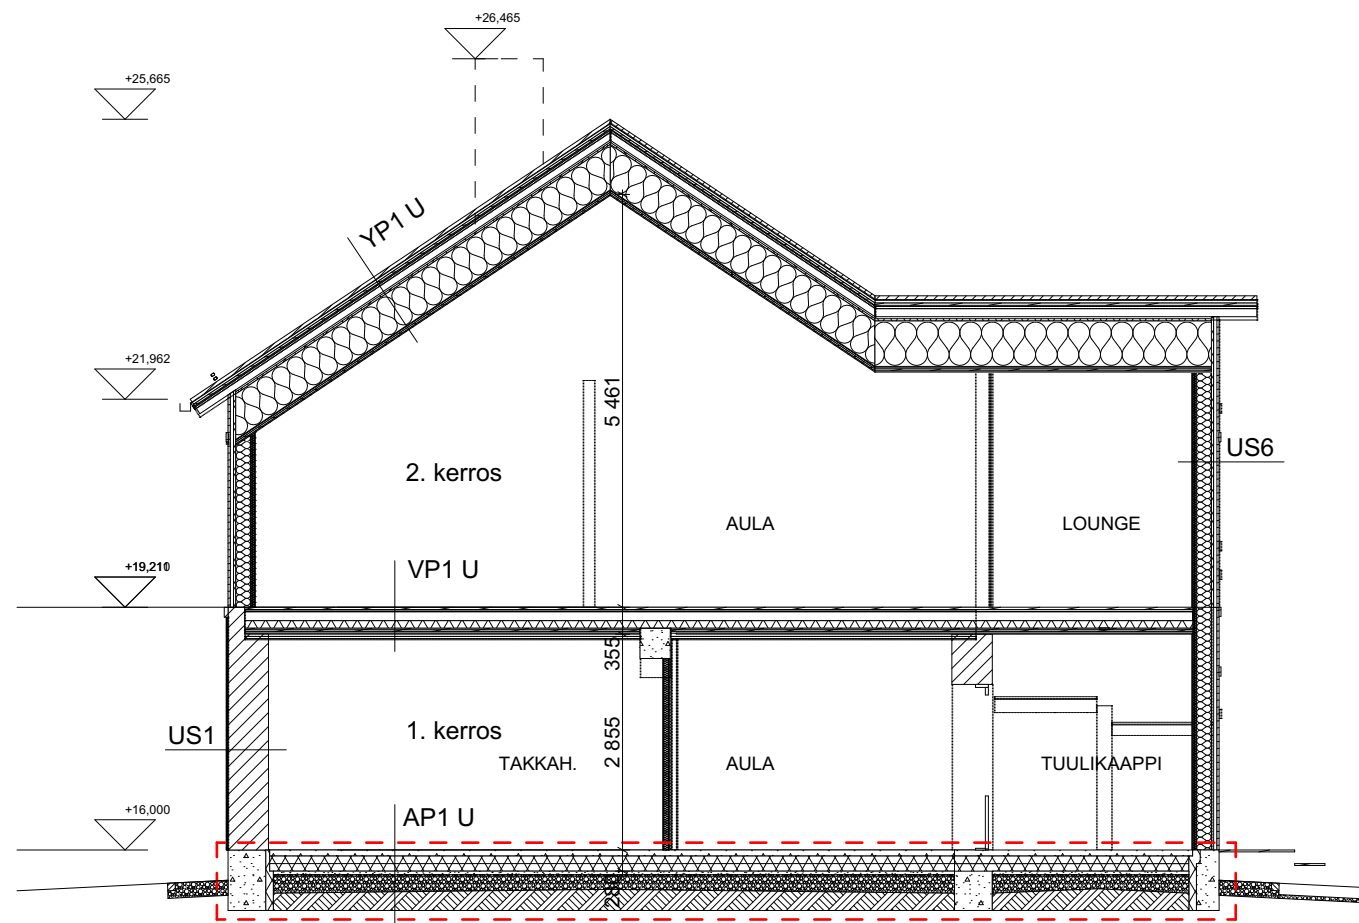 +26,465
+25,665
YP1 U
+21,962
5 461
US6
2. kerros
AULA
LOUNGE
VP1 U
+19,210
355
1. kerros
US1
2 855
TAKKAH.
AULA
TUULIKAAPPI
AP1 U
+16,000